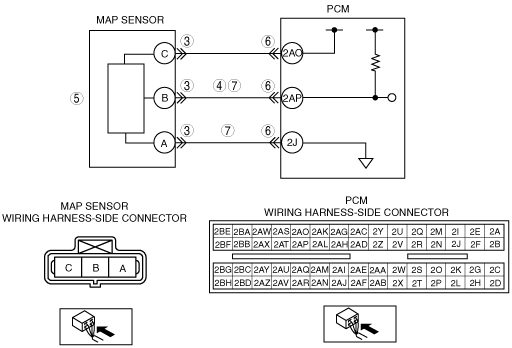 MAP SENSOR
PCM
C 3 6 2AO
5 B 3 4 7 6 2AP
A 3 7 6 2J
MAP SENSOR
WIRING HARNESS-SIDE CONNECTOR
C B A
PCM
WIRING HARNESS-SIDE CONNECTOR
2BE 2BA 2AW 2AS 2AO 2AK 2AG 2AC 2Y 2U 2Q 2M 2I 2E 2A
2BF 2BB 2AX 2AT 2AP 2AL 2AH 2AD 2Z 2V 2R 2N 2J 2F 2B
2BG 2BC 2AY 2AU 2AQ 2AM 2AI 2AE 2AA 2W 2S 2O 2K 2G 2C
2BH 2BD 2AZ 2AV 2AR 2AN 2AJ 2AF 2AB 2X 2T 2P 2L 2H 2D